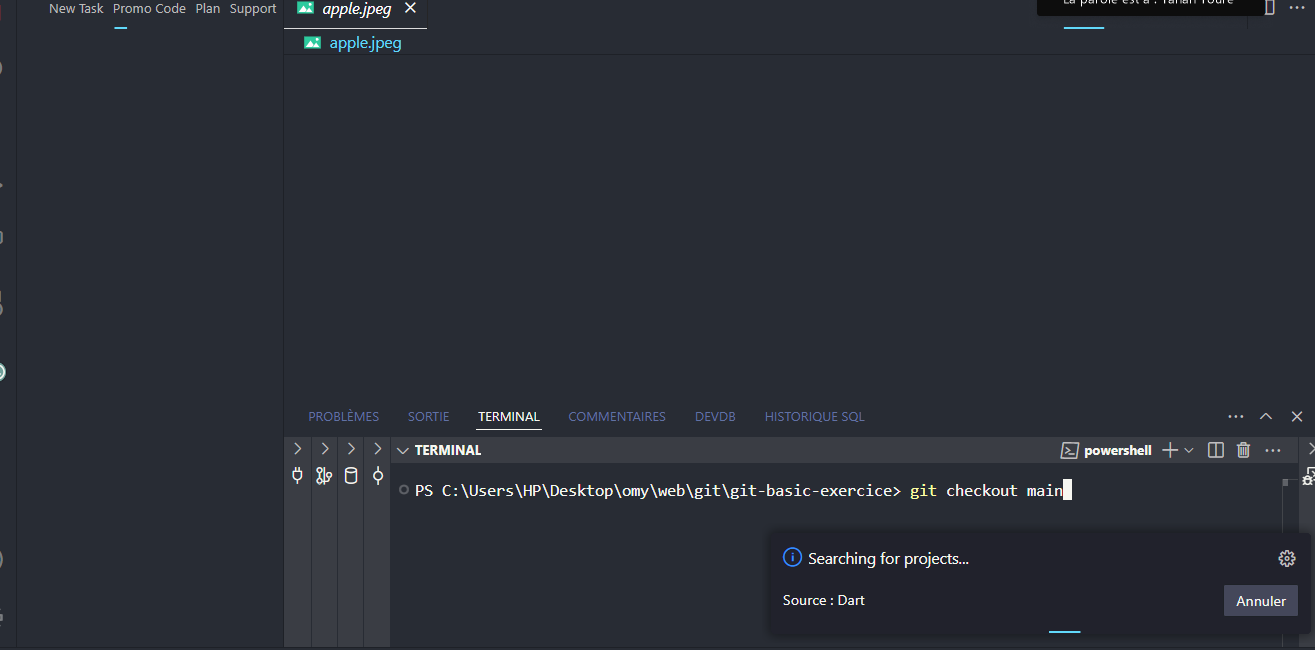 New Task Promo Code Plan Support
apple.jpeg
La parole est à : Yanah Touré
apple.jpeg
PROBLÈMES SORTIE TERMINAL COMMENTAIRES DEVDB HISTORIQUE SQL
TERMINAL
powershell
PS C:\Users\HP\Desktop\omy\web\git\git-basic-exercice> git checkout main
Searching for projects...
Source : Dart
Annuler